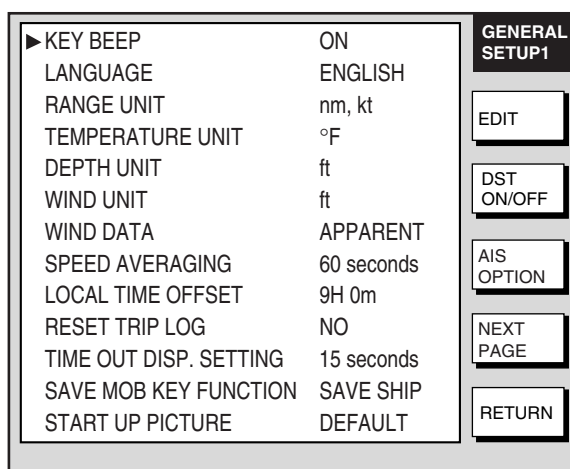 ▶KEY BEEP ON
LANGUAGE ENGLISH
RANGE UNIT nm, kt
TEMPERATURE UNIT °F
DEPTH UNIT ft
WIND UNIT ft
WIND DATA APPARENT
SPEED AVERAGING 60 seconds
LOCAL TIME OFFSET 9H 0m
RESET TRIP LOG NO
TIME OUT DISP. SETTING 15 seconds
SAVE MOB KEY FUNCTION SAVE SHIP
START UP PICTURE DEFAULT
GENERAL
SETUP1
EDIT
DST
ON/OFF
AIS
OPTION
NEXT
PAGE
RETURN